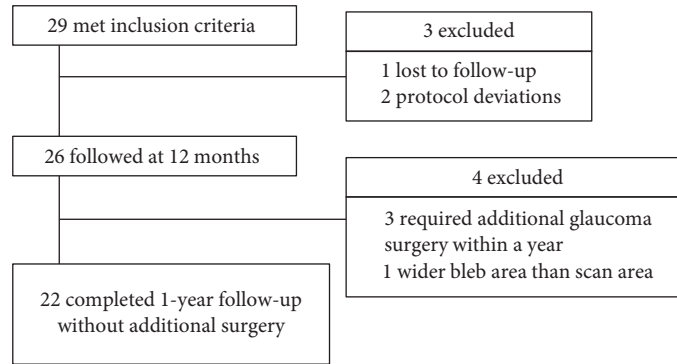 29 met inclusion criteria
3 excluded
1 lost to follow-up
2 protocol deviations
26 followed at 12 months
4 excluded
3 required additional glaucoma
surgery within a year
1 wider bleb area than scan area
22 completed 1-year follow-up
without additional surgery